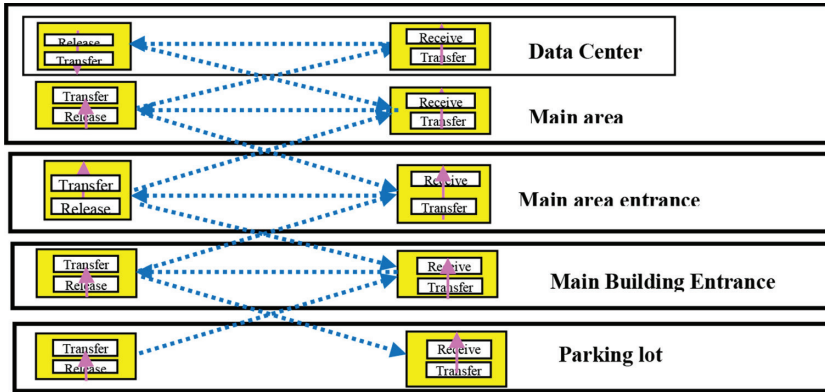 Release
Transfer
Receive
Transfer
Data Center
Transfer
Release
Receive
Transfer
Main area
Transfer
Release
Receive
Transfer
Main area entrance
Transfer
Release
Receive
Transfer
Main Building Entrance
Transfer
Release
Receive
Transfer
Parking lot